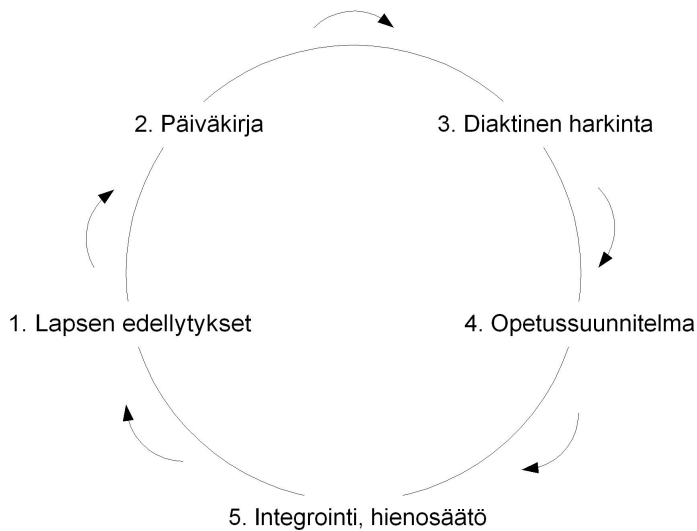 2. Päiväkirja
3. Diaktinen harkinta
1. Lapsen edellytykset
4. Opetussuunnitelma
5. Integrointi, hienosäätö